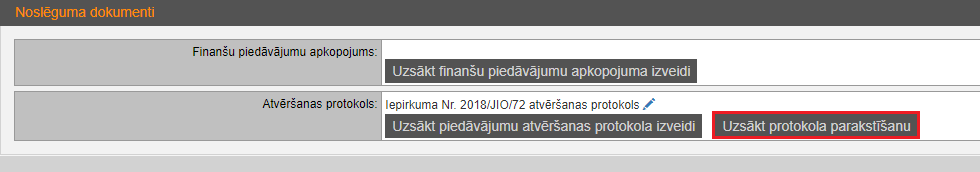 Noslēguma dokumenti
Finanšu piedāvājumu apkopojums:
Uzsākt finanšu piedāvājumu apkopojuma izveidi
Atvēršanas protokols:
Iepirkuma Nr. 2018/JIO/72 atvēršanas protokols
Uzsākt piedāvājumu atvēršanas protokola izveidi
Uzsākt protokola parakstīšanu